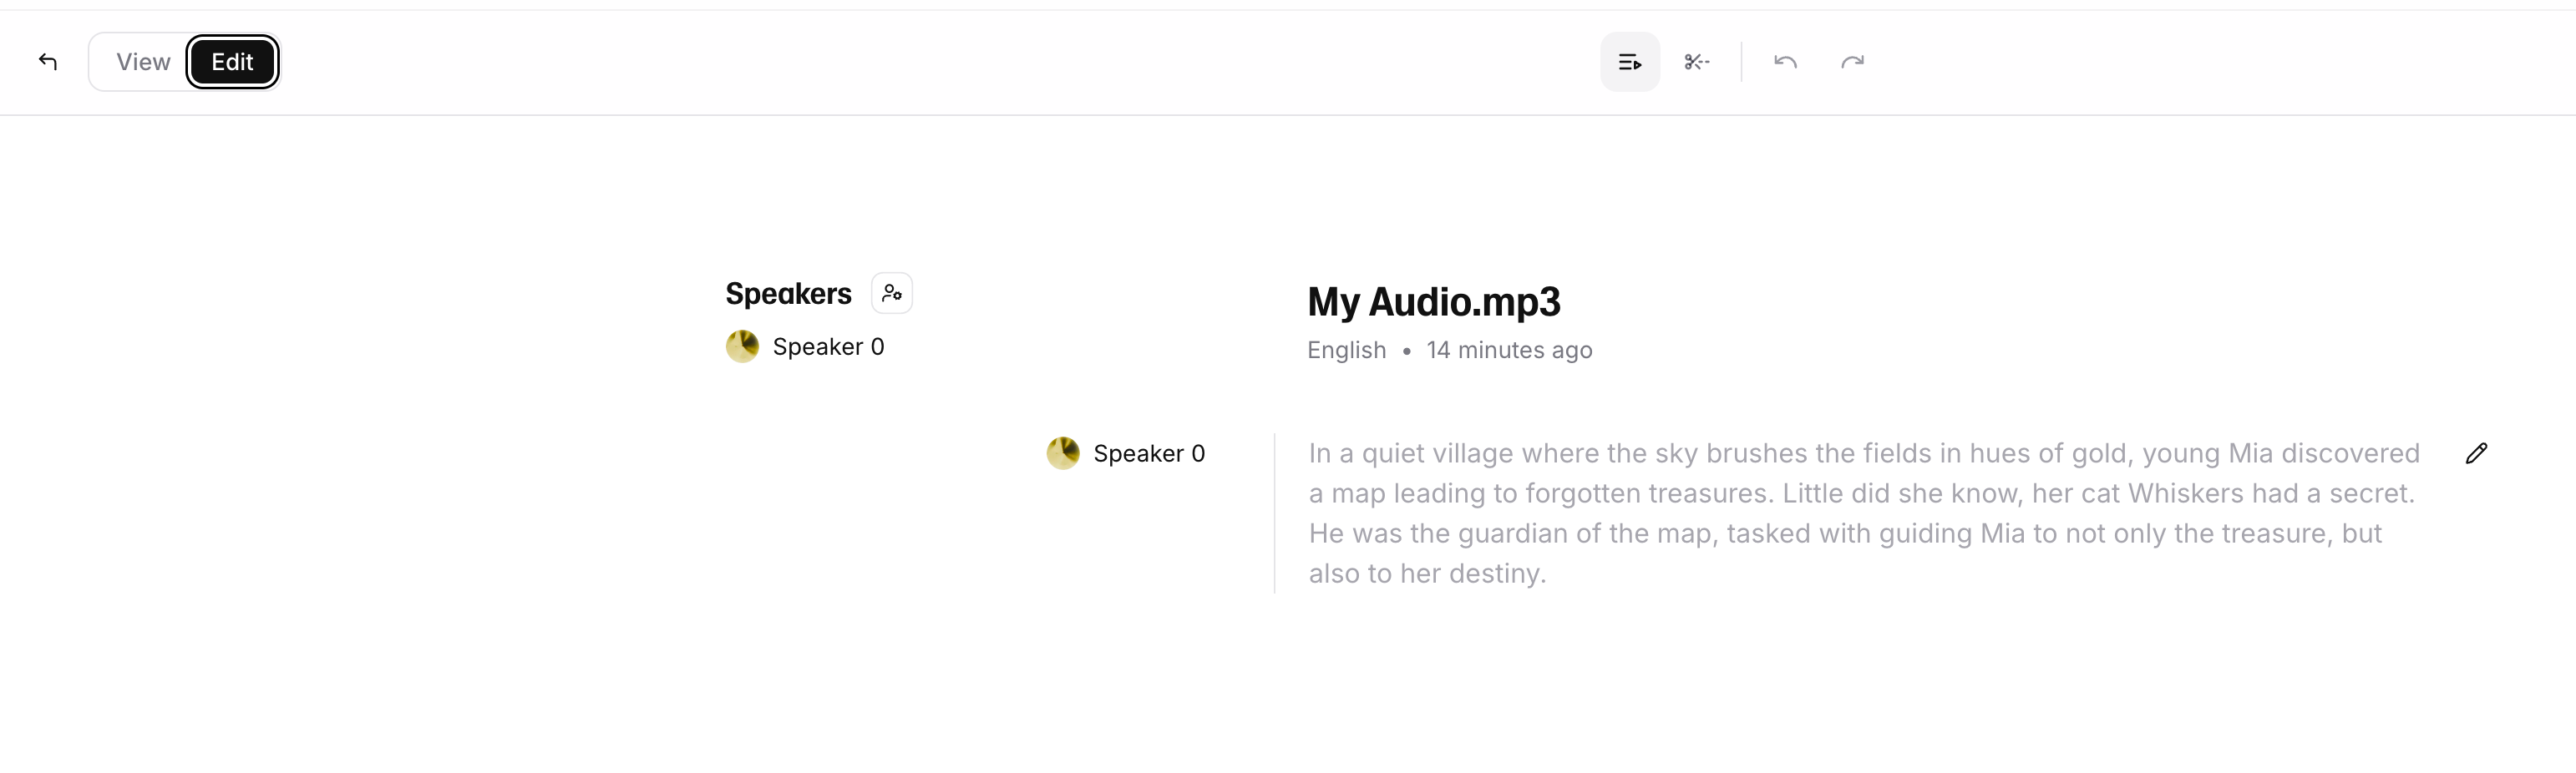 View Edit
Speakers
Speaker 0
My Audio.mp3
English • 14 minutes ago
Speaker 0
In a quiet village where the sky brushes the fields in hues of gold, young Mia discovered
a map leading to forgotten treasures. Little did she know, her cat Whiskers had a secret.
He was the guardian of the map, tasked with guiding Mia to not only the treasure, but
also to her destiny.